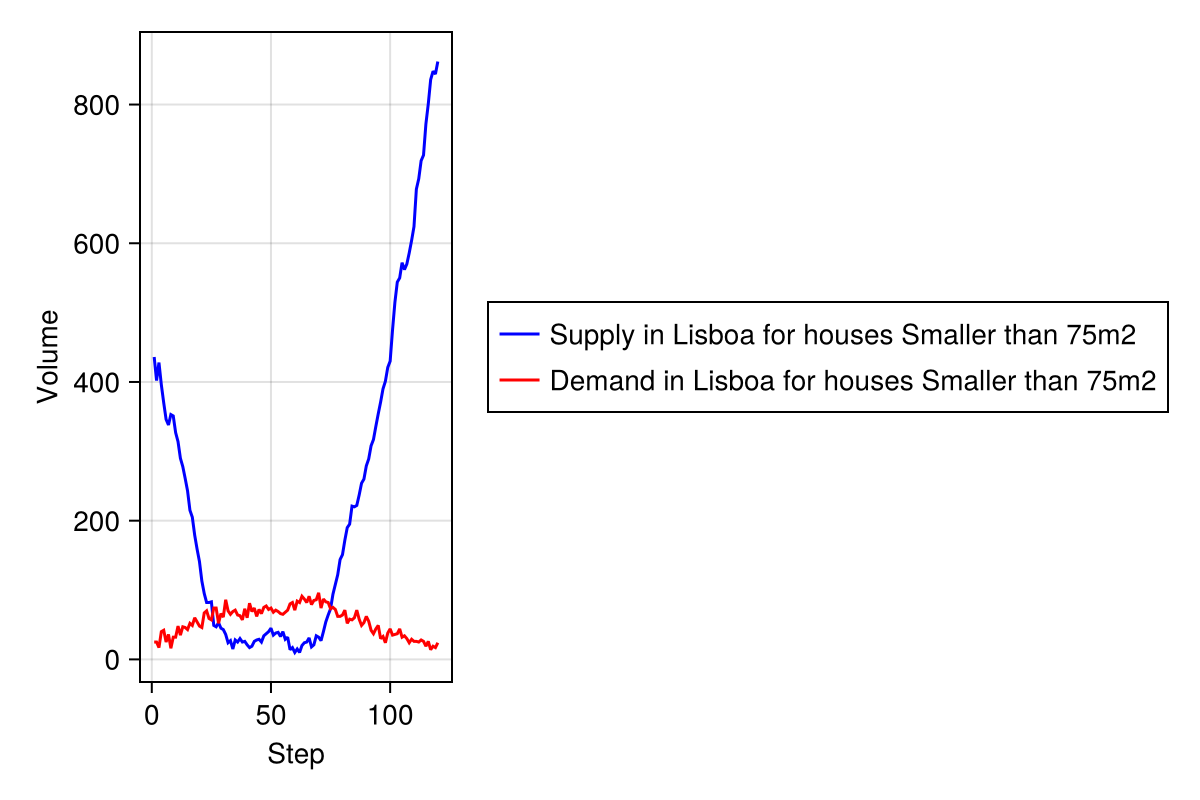 800
600
400
200
0
Volume
0 50 100
Step
Supply in Lisboa for houses Smaller than 75m2
Demand in Lisboa for houses Smaller than 75m2